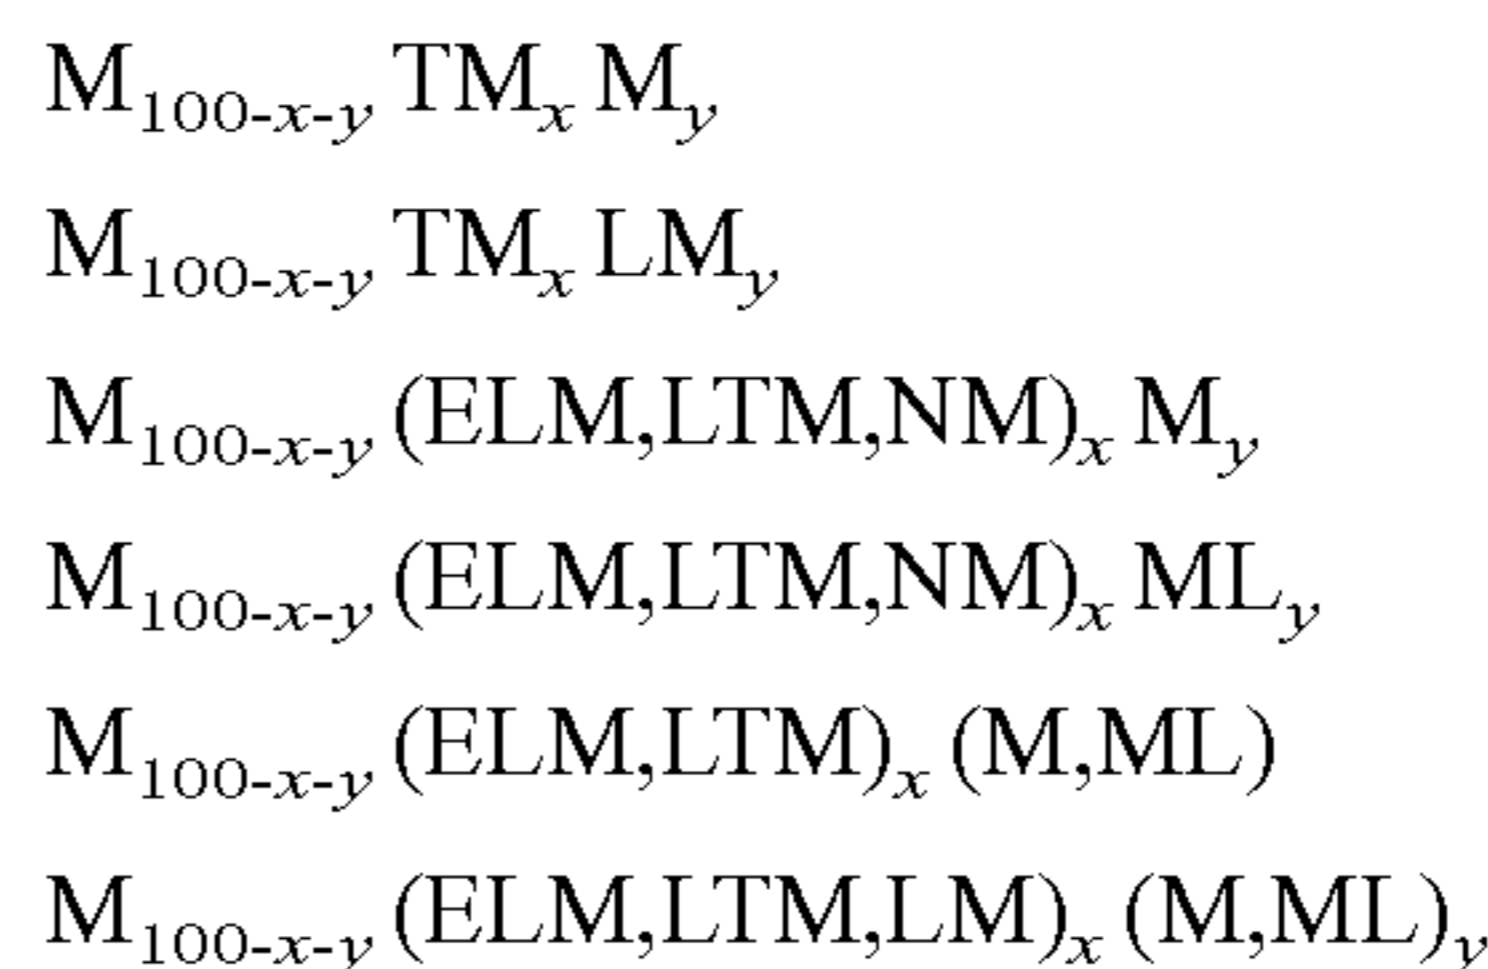 M100-x-y TMx My
M100-x-y TMx LMy
M100-x-y (ELM,LTM,NM)x My
M100-x-y (ELM,LTM,NM)x MLy
M100-x-y (ELM,LTM)x (M,ML)
M100-x-y (ELM,LTM,LM)x (M,ML)y